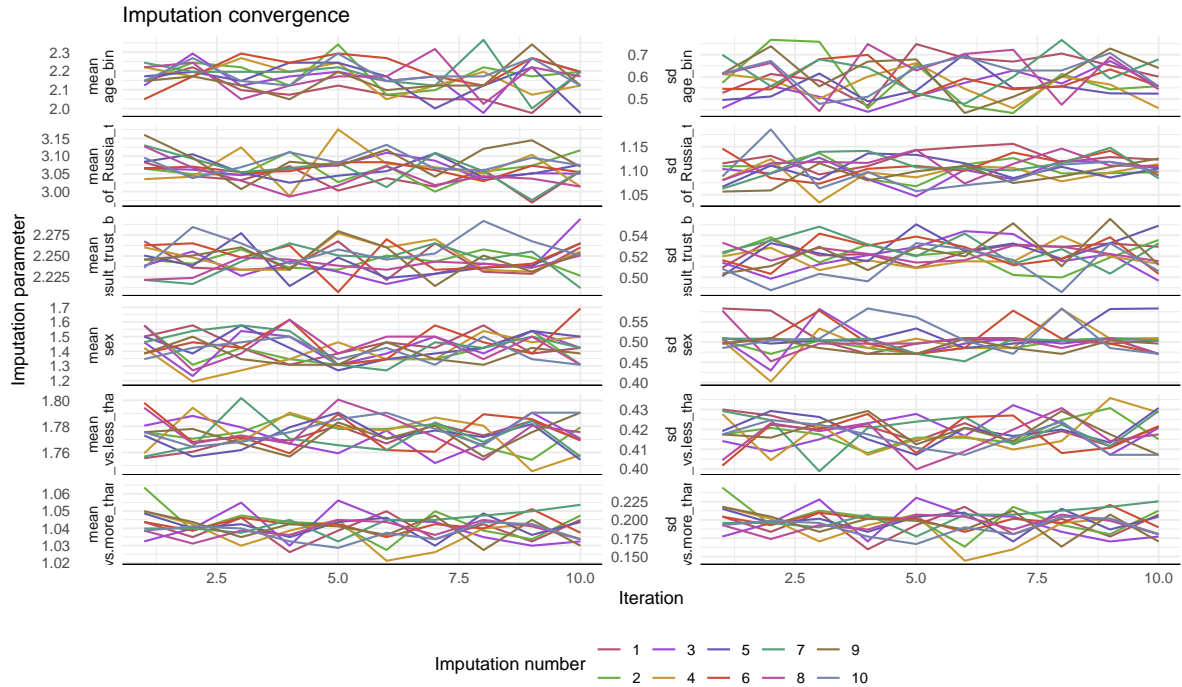 Imputation convergence
Imputation parameter
mean
age_bin
2.3
2.2
2.1
2.0
sd
age_bin
0.7
0.6
0.5
mean
_of_Russia_t
3.15
3.10
3.05
3.00
sd
_of_Russia_t
1.15
1.10
1.05
mean
esult_trust_b
2.275
2.250
2.225
sd
esult_trust_b
0.54
0.52
0.50
mean
sex
1.7
1.6
1.5
1.4
1.3
1.2
sd
sex
0.55
0.50
0.45
0.40
mean
_vs.less_tha
1.80
1.78
1.76
sd
_vs.less_tha
0.43
0.42
0.41
0.40
mean
vs.more_thar
1.06
1.05
1.04
1.03
1.02
sd
vs.more_thar
0.225
0.200
0.175
0.150
2.5 5.0 7.5 10.0
2.5 5.0 7.5 10.0
Iteration
Imputation number
1 3 5 7 9
2 4 6 8 10